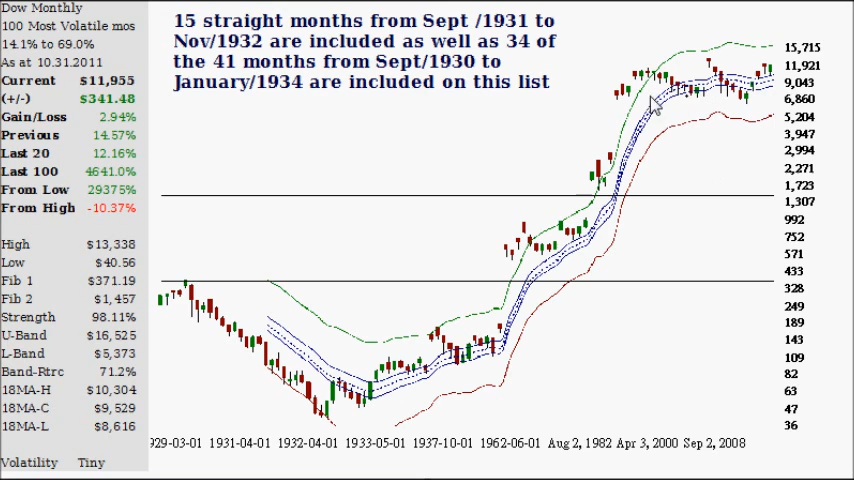 Dow Monthly
100 Most Volatile mos
14.1% to 69.0%
As at 10.31.2011
Current $11,955
(+/-) $341.48
Gain/Loss 2.94%
Previous 14.57%
Last 20 12.16%
Last 100 4641.0%
From Low 29375%
From High -10.37%
High $13,338
Low $40.56
Fib 1 $371.19
Fib 2 $1,457
Strength 98.11%
U-Band $16,525
L-Band $5,373
Band-Rtrc 71.2%
18MA-H $10,304
18MA-C $9,529
18MA-L $8,616
Volatility Tiny
15 straight months from Sept /1931 to
Nov/1932 are included as well as 34 of
the 41 months from Sept/1930 to
January/1934 are included on this list
15,715
11,921
9,043
6,860
5,204
3,947
2,994
2,271
1,723
1,307
992
752
571
433
328
249
189
143
109
82
63
47
36
929-03-01 1931-04-01 1932-04-01 1933-05-01 1937-10-01 1962-06-01 Aug 2, 1982 Apr 3, 2000 Sep 2, 2008